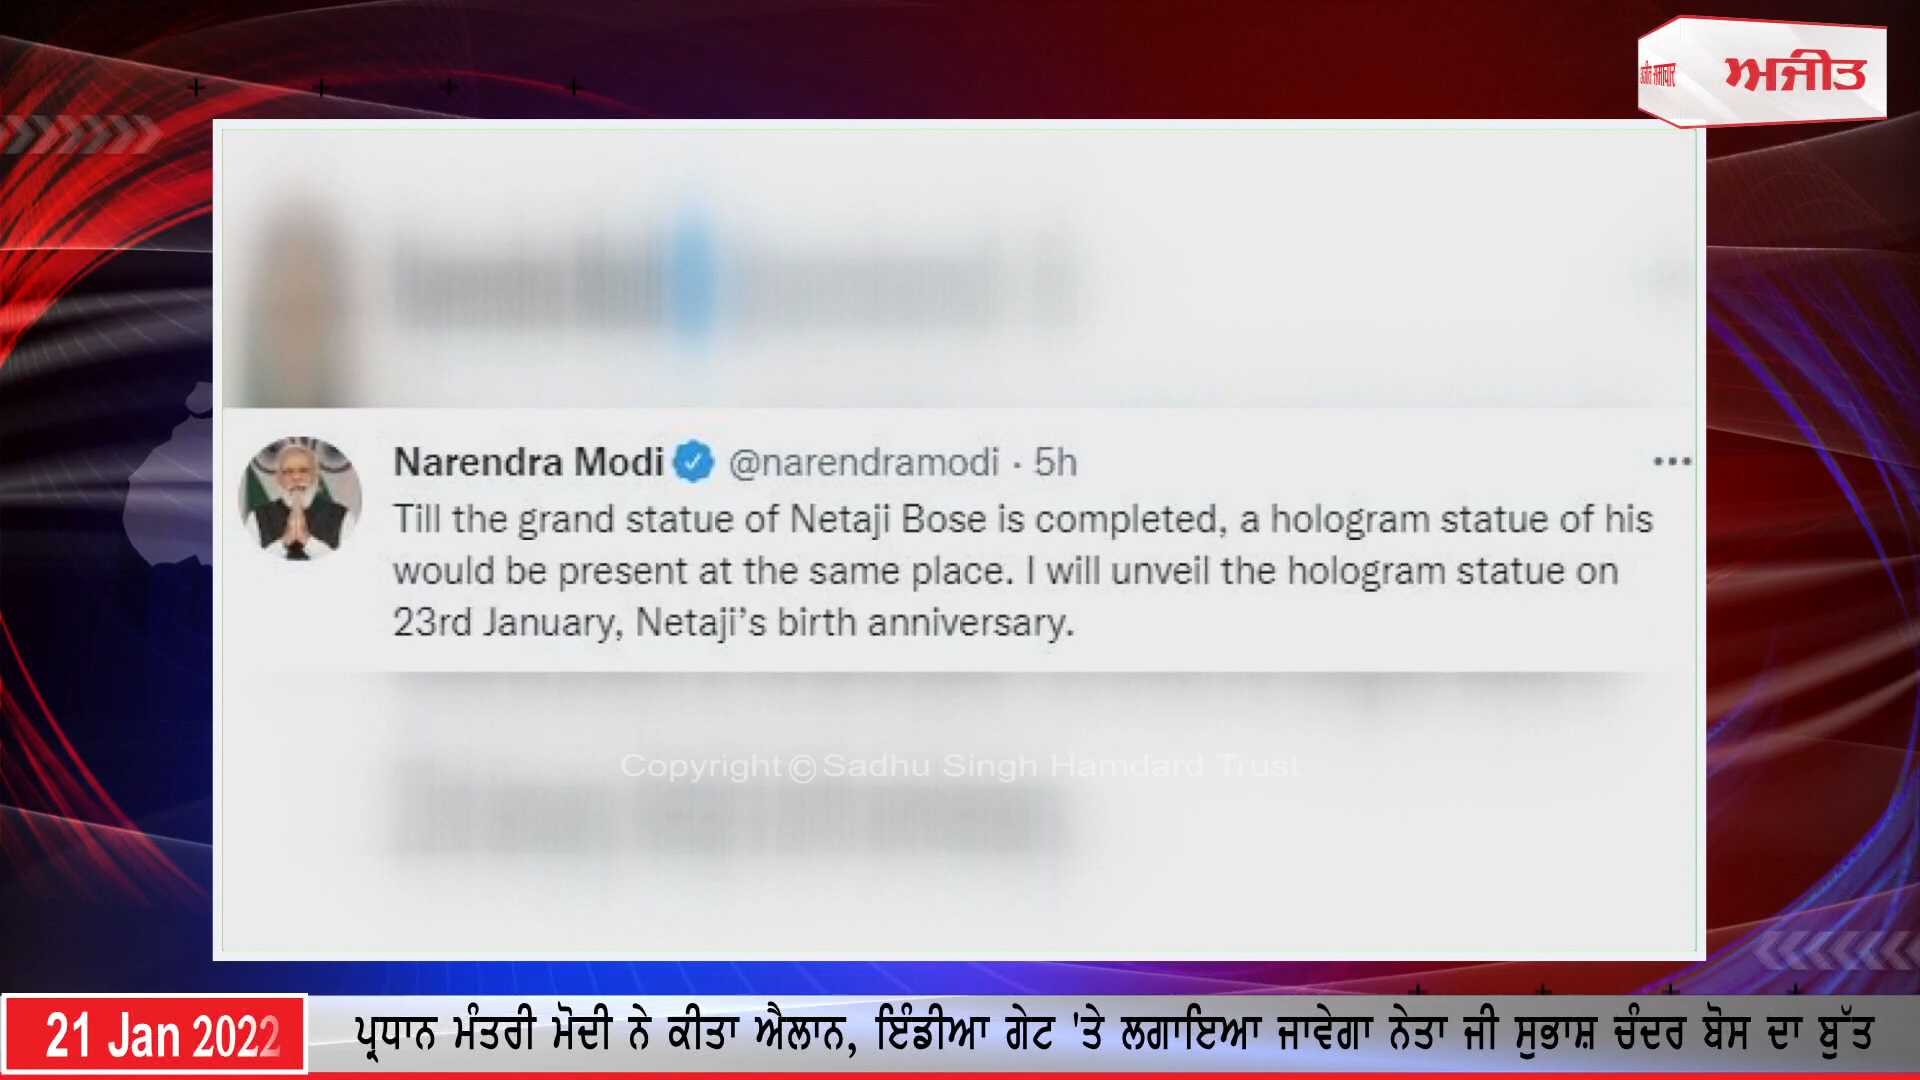 अजीत समाचार
ਅਜੀਤ
Narendra Modi @narendramodi · 5h
Till the grand statue of Netaji Bose is completed, a hologram statue of his
would be present at the same place. I will unveil the hologram statue on
23rd January, Netaji’s birth anniversary.
Copyright © Sadhu Singh Hamdard Trust
21 Jan 2022
ਪ੍ਰਧਾਨ ਮੰਤਰੀ ਮੋਦੀ ਨੇ ਕੀਤਾ ਐਲਾਨ, ਇੰਡੀਆ ਗੇਟ 'ਤੇ ਲਗਾਇਆ ਜਾਵੇਗਾ ਨੇਤਾ ਜੀ ਸੁਭਾਸ਼ ਚੰਦਰ ਬੋਸ ਦਾ ਬੁੱਤ